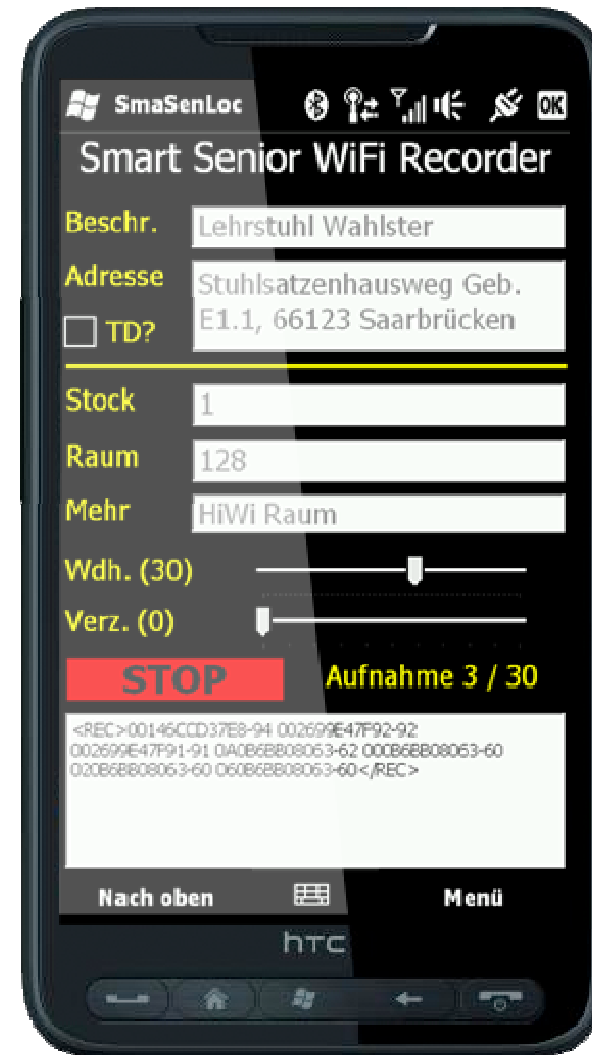 SmaSenLoc
OK
Smart Senior WiFi Recorder
Beschr.
Lehrstuhl Wahlster
Adresse
Stuhlsatzenhausweg Geb.
E1.1, 66123 Saarbrücken
TD?
Stock
1
Raum
128
Mehr
HiWi Raum
Wdh. (30)
Verz. (0)
STOP
Aufnahme 3 / 30
<REC>00146CCD37E8-94 002699E47F92-92
002699E47F91-91 0IA0B6BB08063-62 000B6BB08063-60
020B6BB08063-60 060B6BB08063-60</REC>
Nach oben
Menü
htc